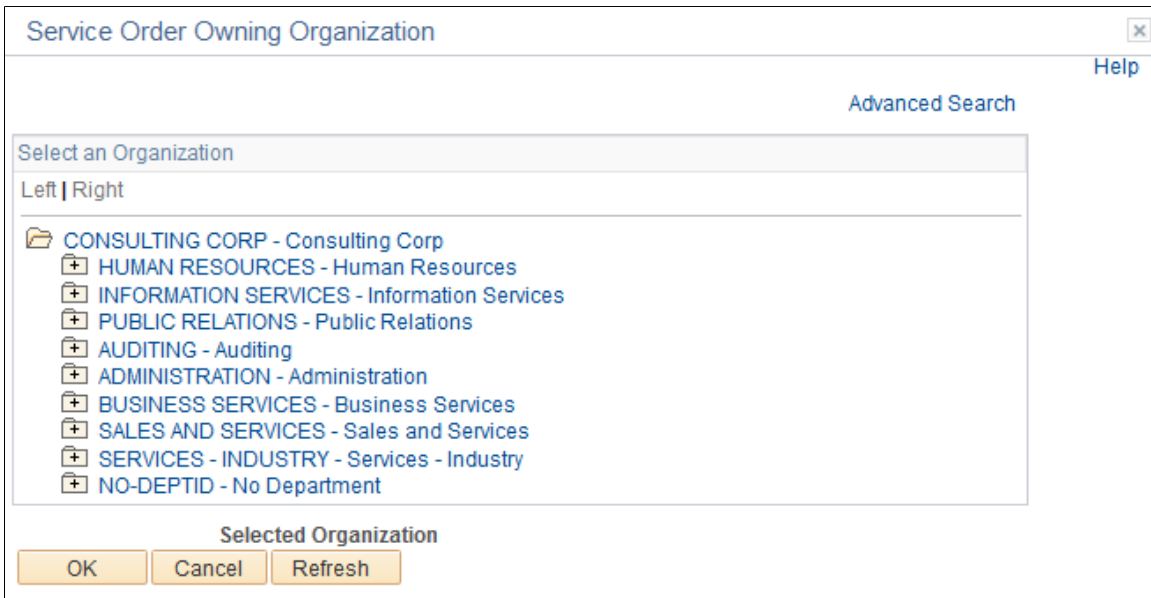 Service Order Owning Organization
Help
Advanced Search
Select an Organization
Left | Right
CONSULTING CORP - Consulting Corp
HUMAN RESOURCES - Human Resources
INFORMATION SERVICES - Information Services
PUBLIC RELATIONS - Public Relations
AUDITING - Auditing
ADMINISTRATION - Administration
BUSINESS SERVICES - Business Services
SALES AND SERVICES - Sales and Services
SERVICES - INDUSTRY - Services - Industry
NO-DEPTID - No Department
Selected Organization
OK Cancel Refresh